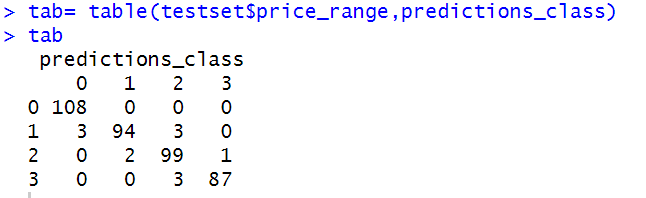 > tab= table(testset$price_range,predictions_class)
> tab
   predictions_class
      0   1   2   3
  0 108   0   0   0
  1   3  94   3   0
  2   0   2  99   1
  3   0   0   3  87